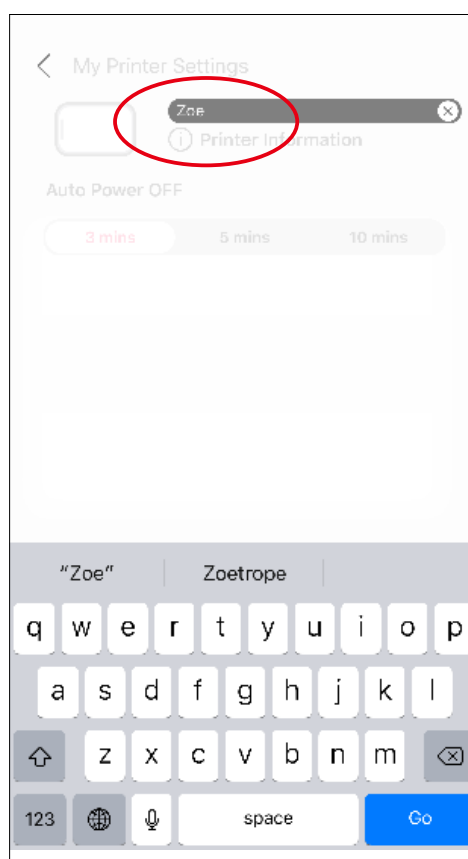 My Printer Settings
Zoe
Printer Information
Auto Power OFF
3 mins 5 mins 10 mins
"Zoe" Zoetrope
q w e r t y u i o p
a s d f g h j k l
z x c v b n m
123 space Go